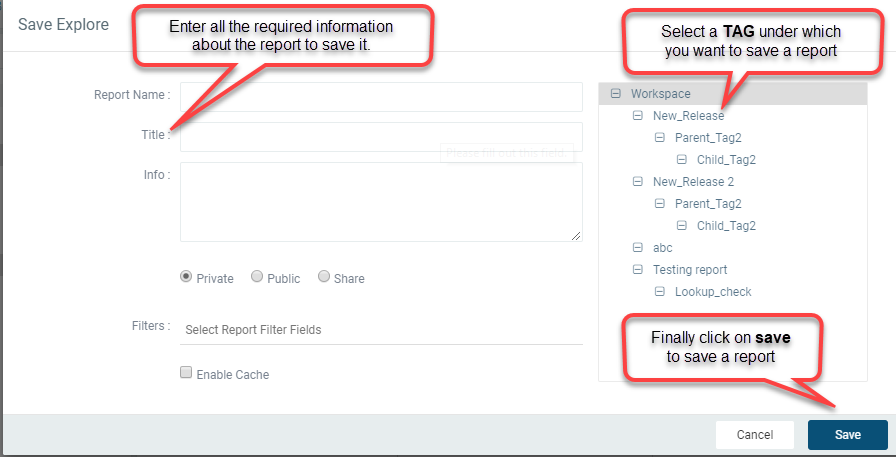 Save Explore
Enter all the required information
about the report to save it.
Select a TAG under which
you want to save a report
Report Name :
Title :
Please fill out this field.
Info :
Private
Public
Share
Filters :
Select Report Filter Fields
Enable Cache
Workspace
New_Release
Parent_Tag2
Child_Tag2
New_Release 2
Parent_Tag2
Child_Tag2
abc
Testing report
Lookup_check
Finally click on save
to save a report
Cancel
Save